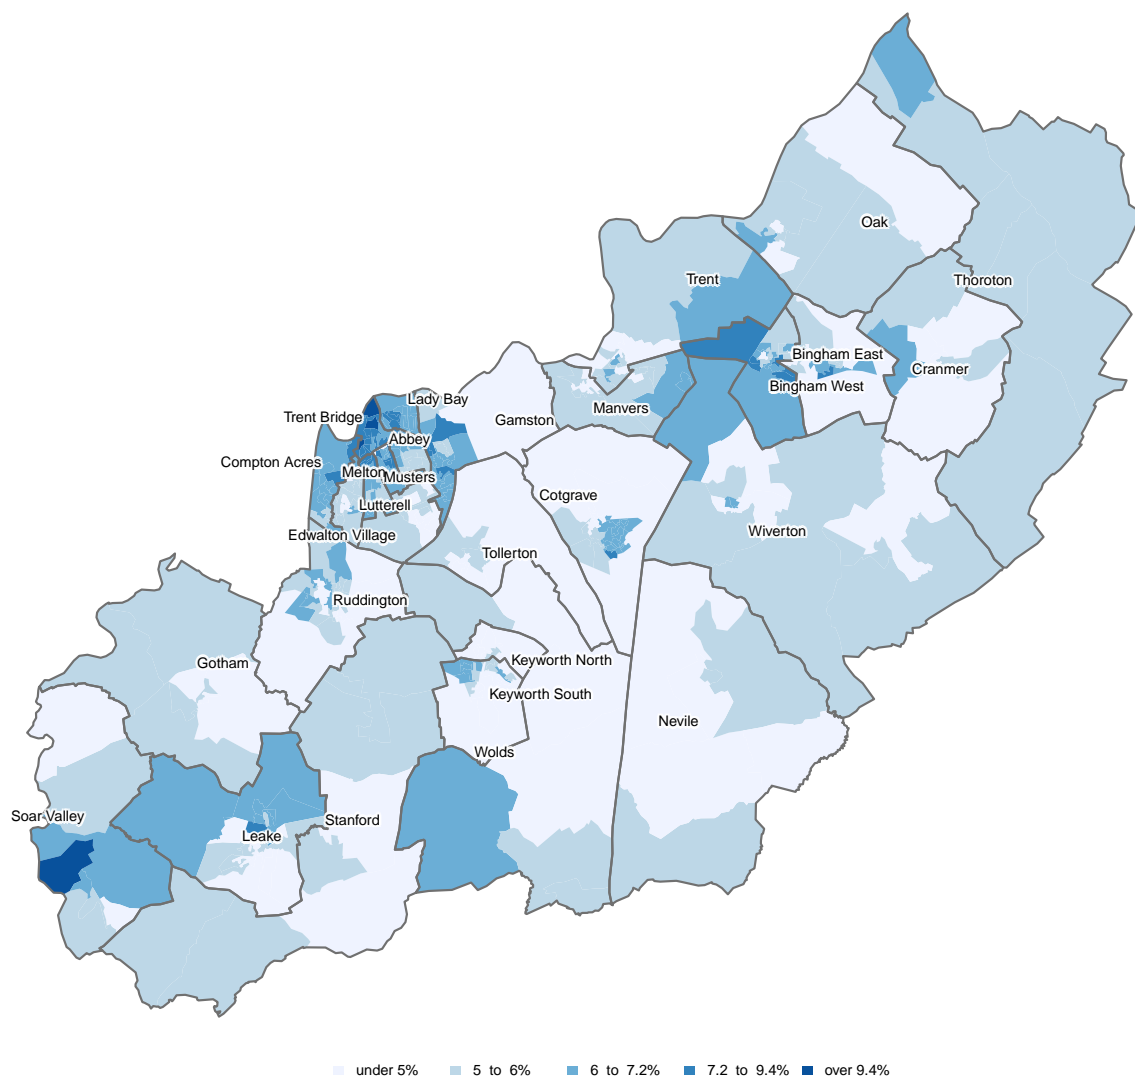 Oak
Trent
Thoroton
Bingham East
Cranmer
Bingham West
Lady Bay
Manvers
Trent Bridge
Gamston
Abbey
Compton Acres
Melton
Musters
Cotgrave
Lutterell
Edwalton Village
Wiverton
Tollerton
Ruddington
Gotham
Keyworth North
Keyworth South
Nevile
Wolds
Soar Valley
Stanford
Leake
under 5% 5 to 6% 6 to 7.2% 7.2 to 9.4% over 9.4%